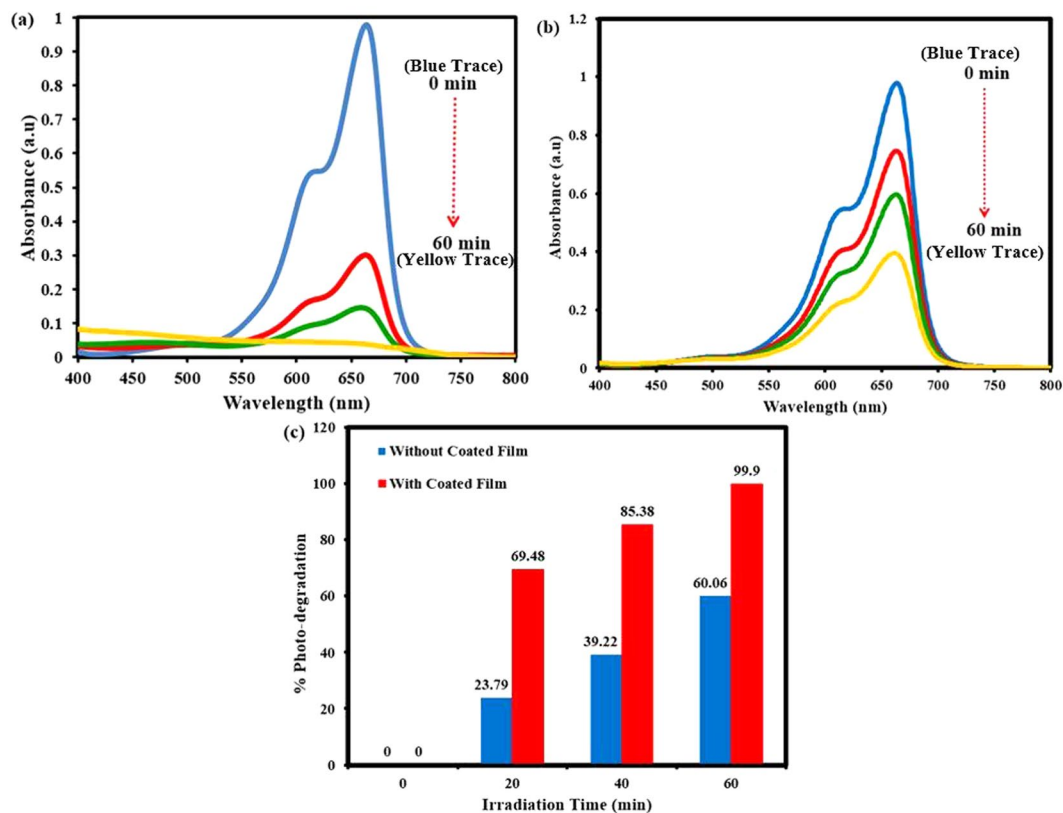 (a)
1
0.9
0.8
0.7
0.6
0.5
0.4
0.3
0.2
0.1
0
Absorbance (a.u)
(Blue Trace)
0 min
60 min
(Yellow Trace)
400 450 500 550 600 650 700 750 800
Wavelength (nm)
(b)
1.2
1
0.8
0.6
0.4
0.2
0
Absorbance (a.u)
(Blue Trace)
0 min
60 min
(Yellow Trace)
400 450 500 550 600 650 700 750 800
Wavelength (nm)
(c)
120
100
80
60
40
20
0
% Photo-degradation
Without Coated Film
With Coated Film
0 0
23.79 69.48
39.22 85.38
60.06 99.9
0 20 40 60
Irradiation Time (min)